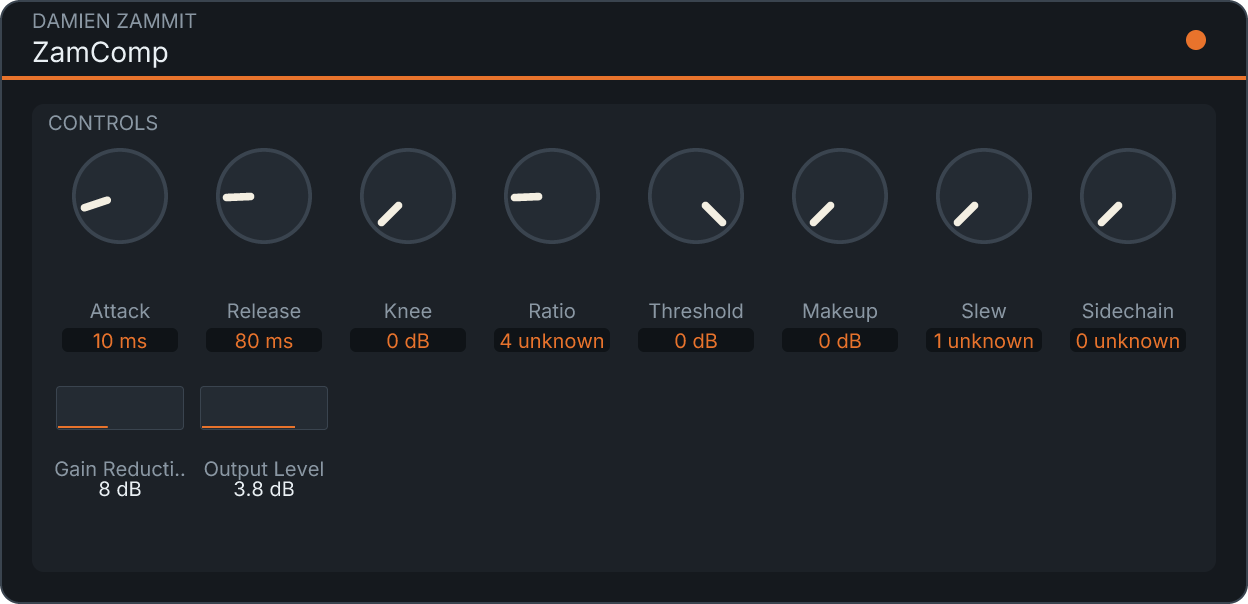 DAMIEN ZAMMIT
ZamComp
CONTROLS
Attack Release Knee Ratio Threshold Makeup Slew Sidechain
10 ms 80 ms 0 dB 4 unknown 0 dB 0 dB 1 unknown 0 unknown
Gain Reducti.. Output Level
8 dB 3.8 dB